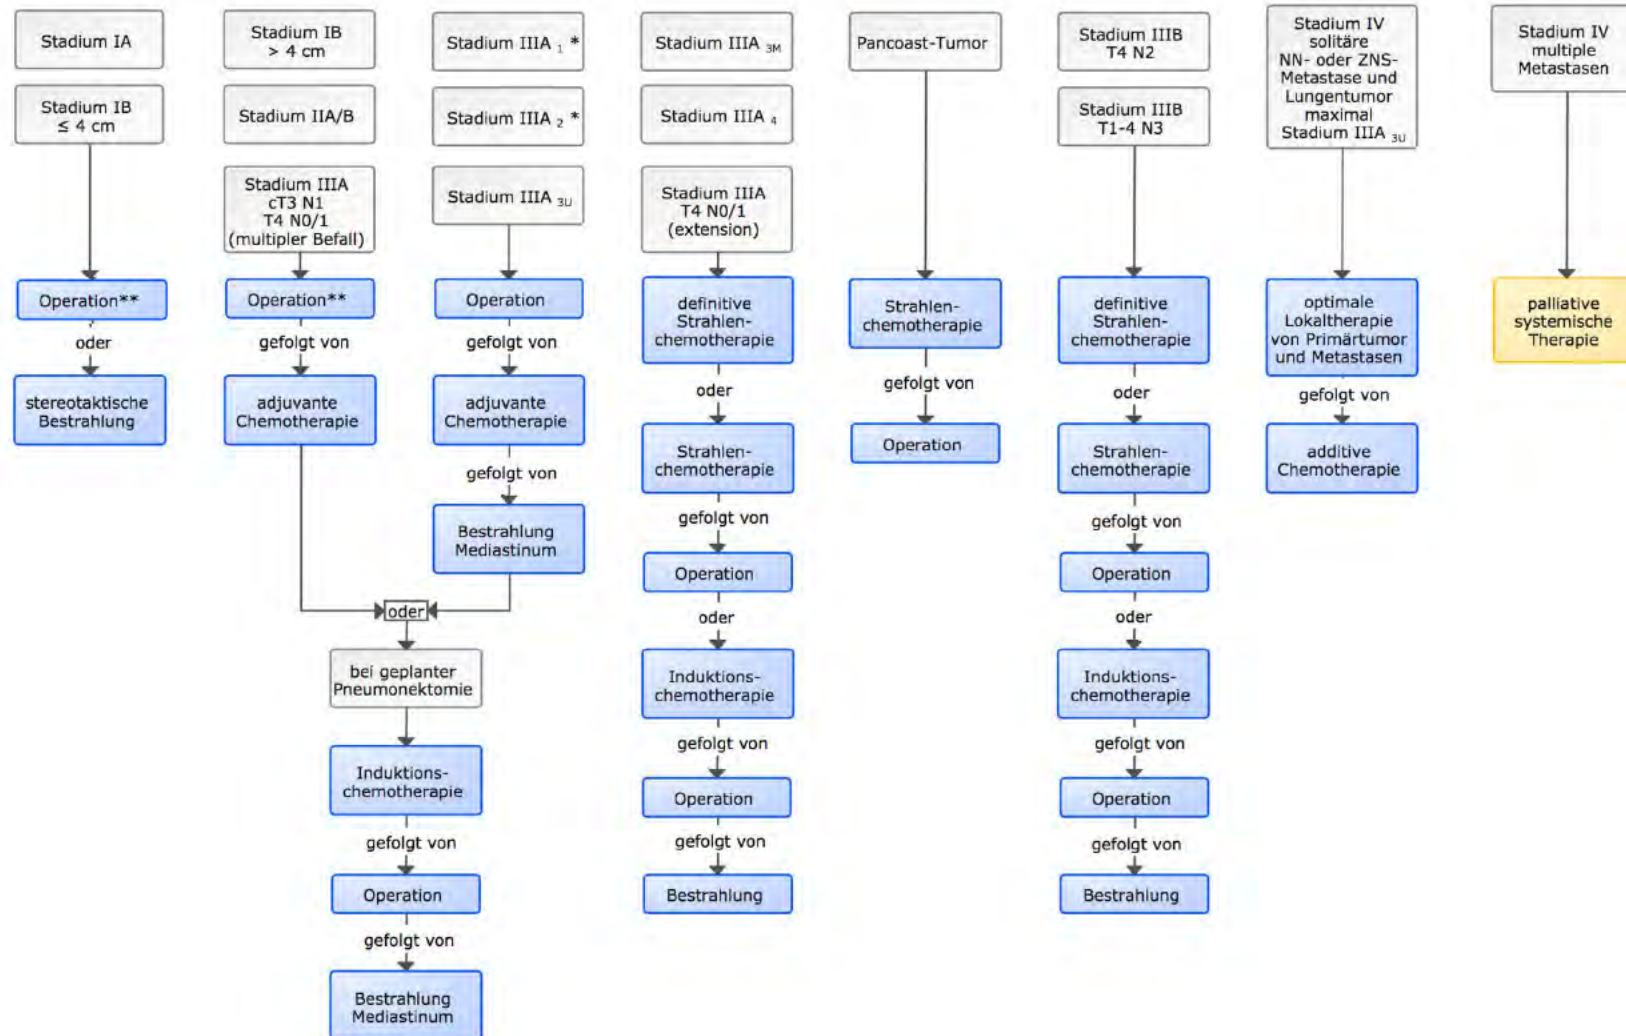 Stadium IA
Stadium IB
≤ 4 cm
Operation**
oder
stereotaktische
Bestrahlung
Stadium IB
> 4 cm
Stadium IIA/B
Stadium IIIA
cT3 N1
T4 N0/1
(multipler Befall)
Operation**
gefolgt von
adjuvante
Chemotherapie
Stadium IIIA 1 *
Stadium IIIA 2 *
Stadium IIIA 3U
Operation
gefolgt von
adjuvante
Chemotherapie
gefolgt von
Bestrahlung
Mediastinum
oder
bei geplanter
Pneumonektomie
Induktions-
chemotherapie
gefolgt von
Operation
gefolgt von
Bestrahlung
Mediastinum
Stadium IIIA 3M
Stadium IIIA 4
Stadium IIIA
T4 N0/1
(extension)
definitive
Strahlen-
chemotherapie
oder
Strahlen-
chemotherapie
gefolgt von
Operation
oder
Induktions-
chemotherapie
gefolgt von
Operation
gefolgt von
Bestrahlung
Pancoast-Tumor
Strahlen-
chemotherapie
gefolgt von
Operation
Stadium IIIB
T4 N2
Stadium IIIB
T1-4 N3
definitive
Strahlen-
chemotherapie
oder
Strahlen-
chemotherapie
gefolgt von
Operation
oder
Induktions-
chemotherapie
gefolgt von
Operation
gefolgt von
Bestrahlung
Stadium IV
solitäre
NN- oder ZNS-
Metastase und
Lungentumor
maximal
Stadium IIIA 3U
optimale
Lokaltherapie
von Primärtumor
und Metastasen
gefolgt von
additive
Chemotherapie
Stadium IV
multiple
Metastasen
palliative
systemische
Therapie